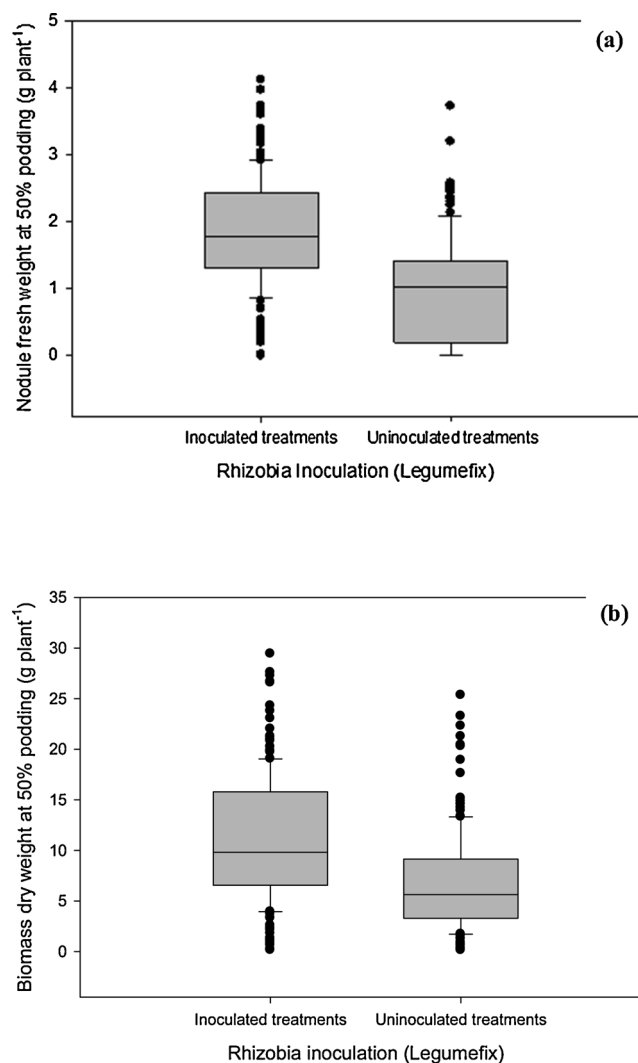 (a)
Nodule fresh weight at 50% podding (g plant⁻¹)
5
4
3
2
1
0
Inoculated treatments Uninoculated treatments
Rhizobia Inoculation (Legumefix)
(b)
Biomass dry weight at 50% podding (g plant⁻¹)
35
30
25
20
15
10
5
0
Inoculated treatments Uninoculated treatments
Rhizobia inoculation (Legumefix)